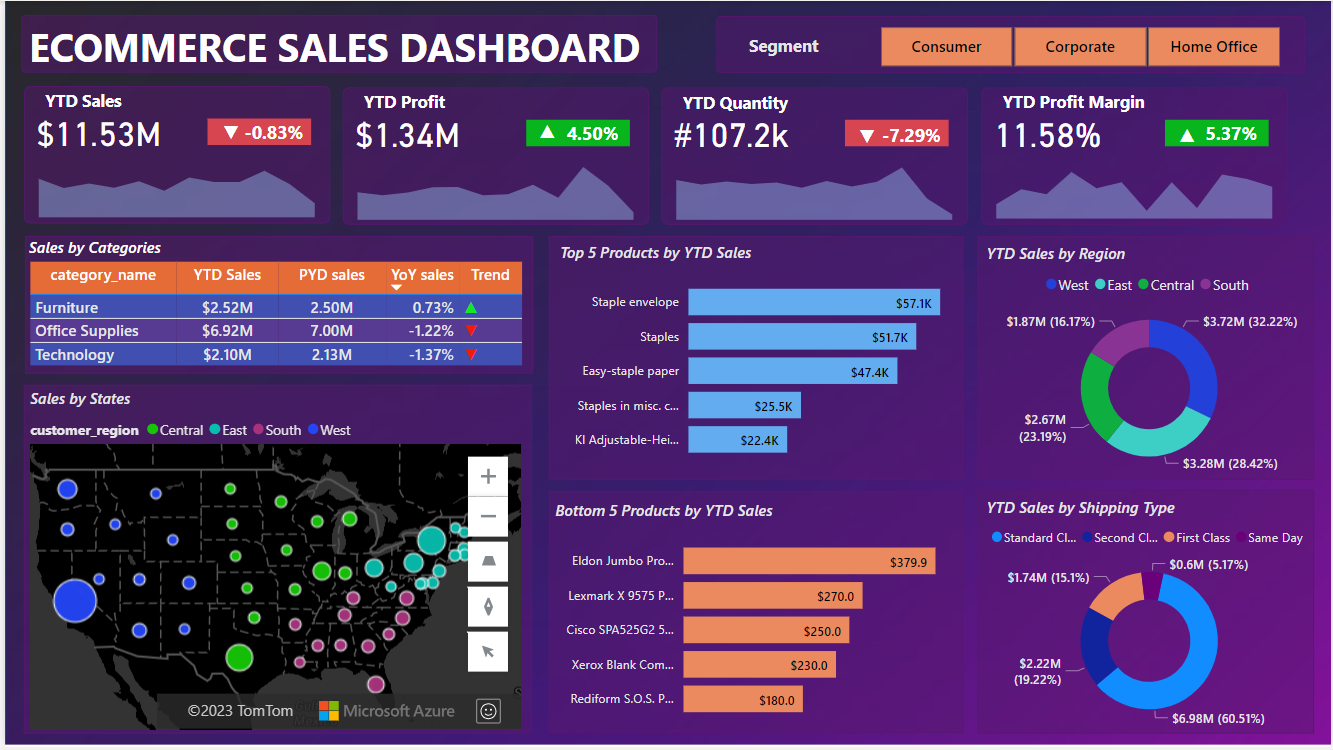 ECOMMERCE SALES DASHBOARD
Segment
Consumer
Corporate
Home Office
YTD Sales
$11.53M
▼ -0.83%
YTD Profit
$1.34M
▲ 4.50%
YTD Quantity
#107.2k
▼ -7.29%
YTD Profit Margin
11.58%
▲ 5.37%
Sales by Categories
category_name YTD Sales PYD sales YoY sales Trend
Furniture $2.52M 2.50M 0.73% ▲
Office Supplies $6.92M 7.00M -1.22% ▼
Technology $2.10M 2.13M -1.37% ▼
Sales by States
customer_region Central East South West
©2023 TomTom Microsoft Azure
Top 5 Products by YTD Sales
Staple envelope $57.1K
Staples $51.7K
Easy-staple paper $47.4K
Staples in misc. c... $25.5K
KI Adjustable-Hei... $22.4K
Bottom 5 Products by YTD Sales
Eldon Jumbo Pro... $379.9
Lexmark X 9575 P... $270.0
Cisco SPA525G2 5... $250.0
Xerox Blank Com... $230.0
Rediform S.O.S. P... $180.0
YTD Sales by Region
West East Central South
$1.87M (16.17%)
$3.72M (32.22%)
$2.67M
(23.19%)
$3.28M (28.42%)
YTD Sales by Shipping Type
Standard Cl... Second Cl... First Class Same Day
$0.6M (5.17%)
$1.74M (15.1%)
$2.22M
(19.22%)
$6.98M (60.51%)